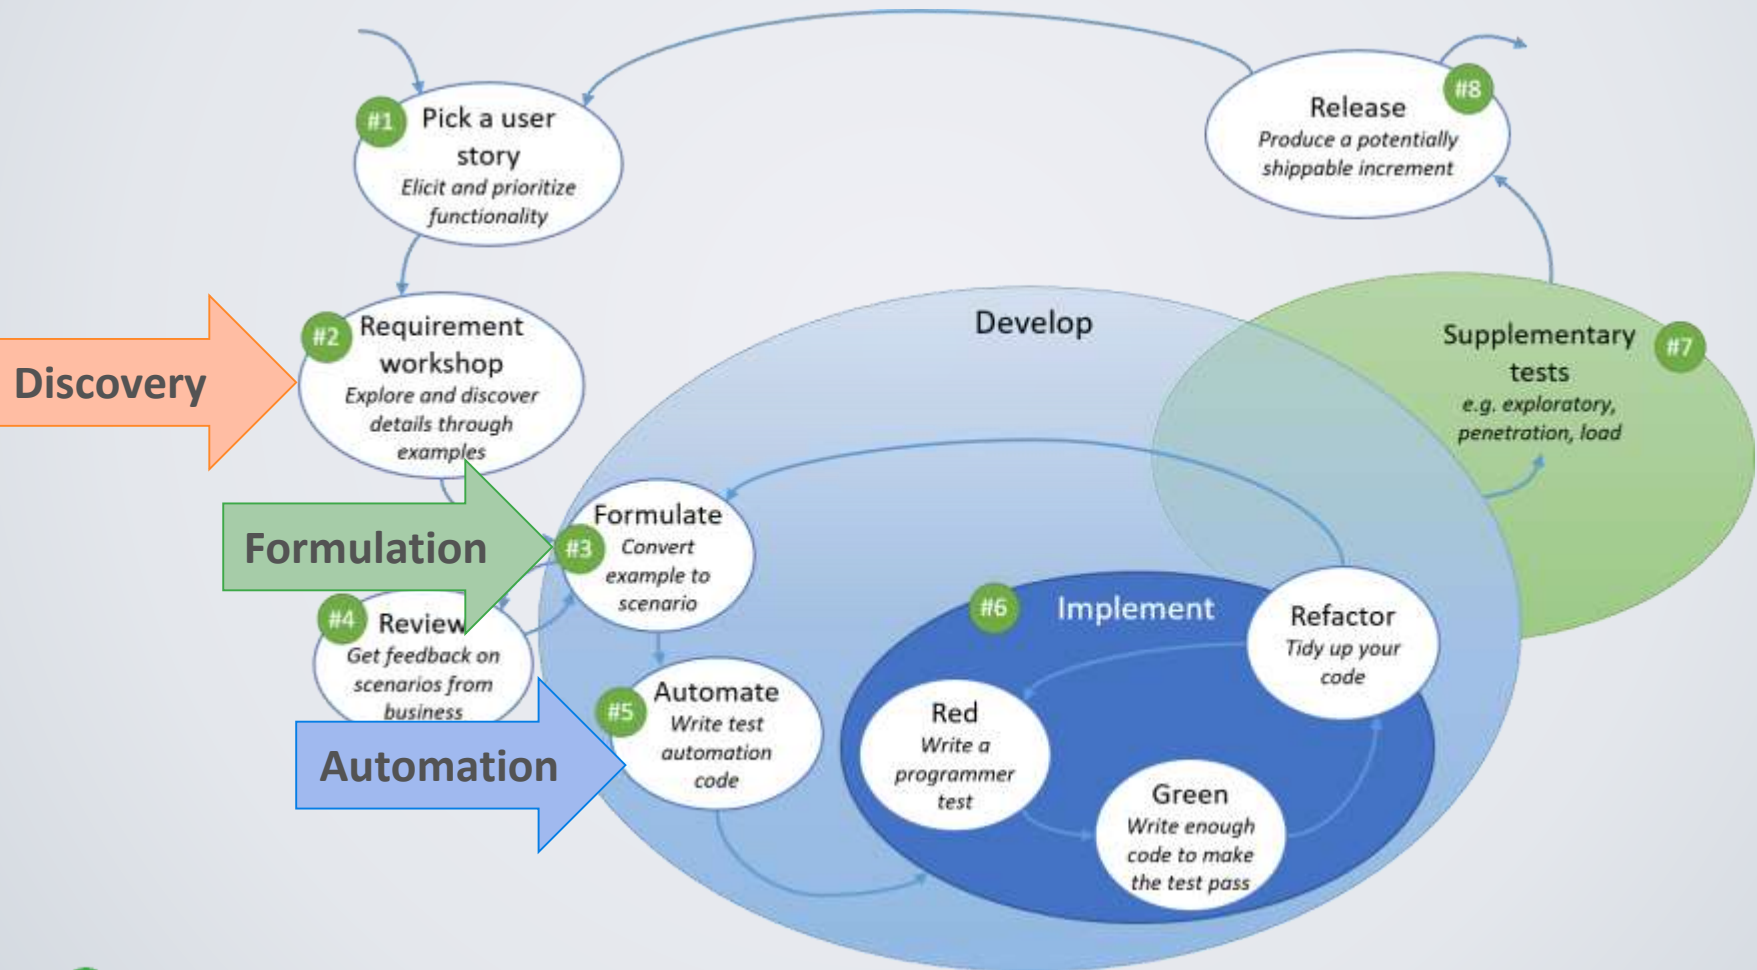 #1
Pick a user
story
Elicit and prioritize
functionality
#8
Release
Produce a potentially
shippable increment
Discovery
#2
Requirement
workshop
Explore and discover
details through
examples
Develop
Supplementary
tests
e.g. exploratory,
penetration, load
#7
Formulation
#3
Formulate
Convert
example to
scenario
#4
Review
Get feedback on
scenarios from
business
Automation
#5
Automate
Write test
automation
code
#6
Implement
Refactor
Tidy up your
code
Red
Write a
programmer
test
Green
Write enough
code to make
the test pass